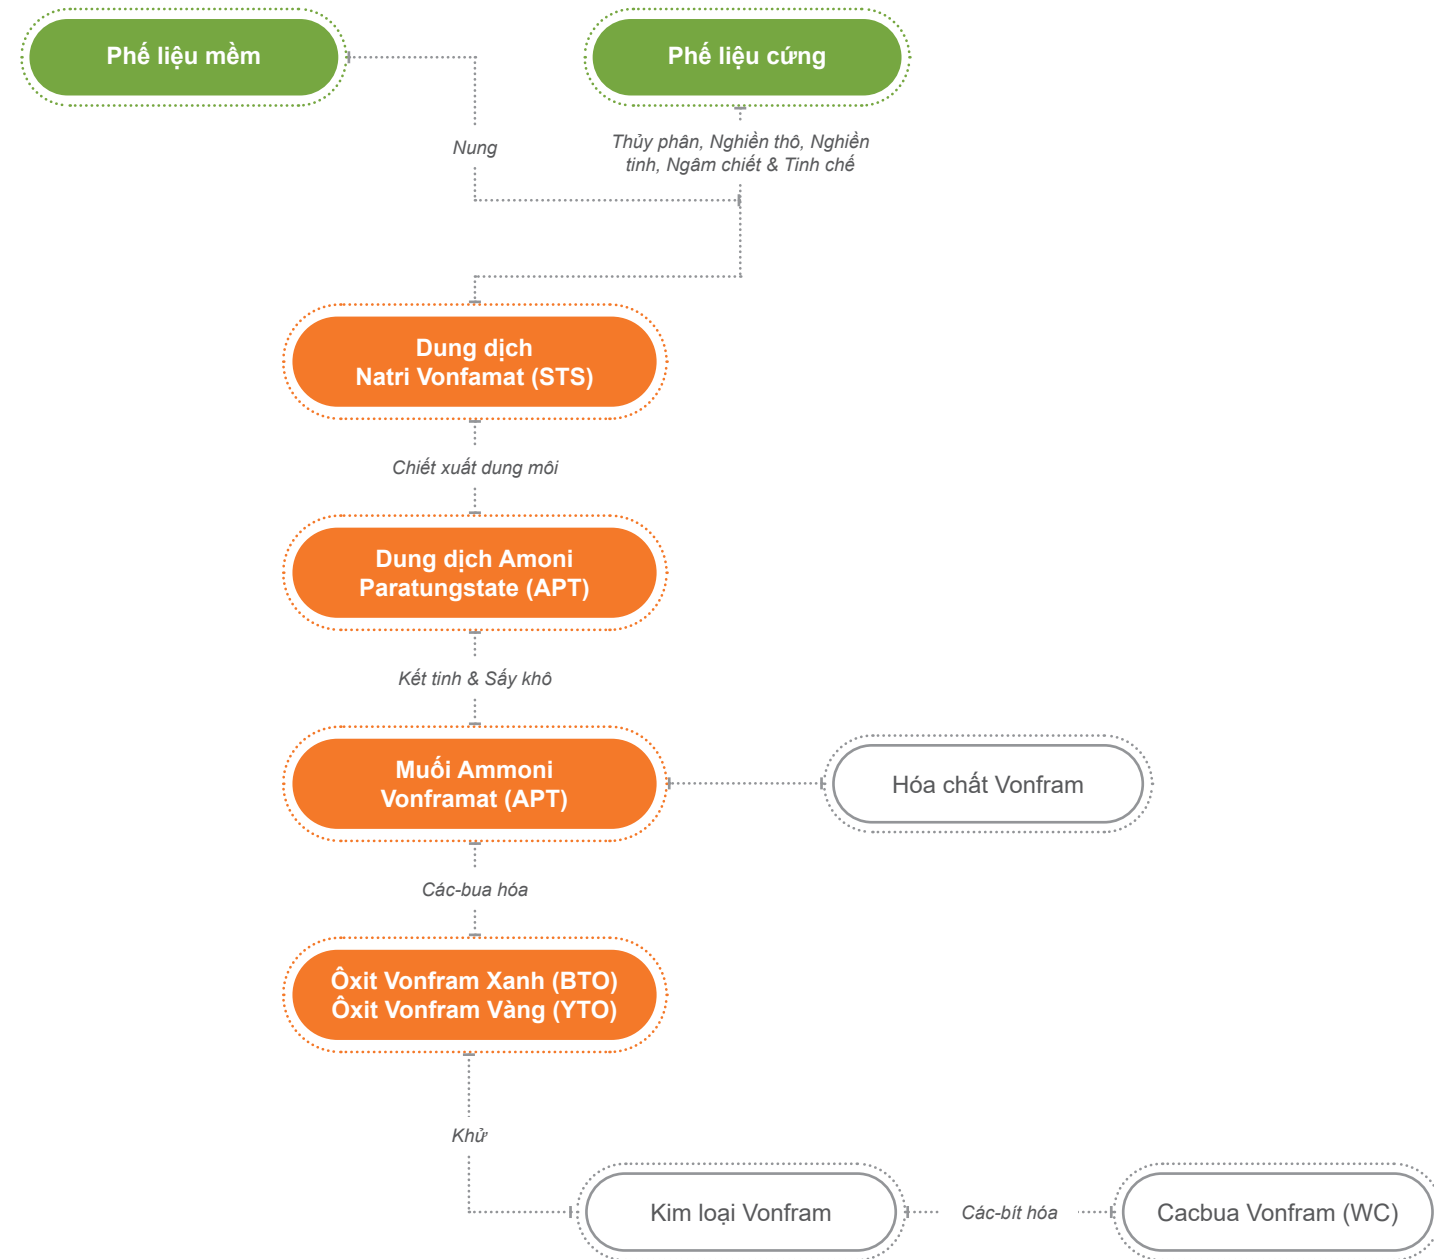 Phế liệu mềm
Phế liệu cứng
Nung
Thủy phân, Nghiền thô, Nghiền
tinh, Ngâm chiết & Tinh chế
Dung dịch
Natri Vonfamat (STS)
Chiết xuất dung môi
Dung dịch Amoni
Paratungstate (APT)
Kết tinh & Sấy khô
Muối Ammoni
Vonframat (APT)
Hóa chất Vonfram
Các-bua hóa
Ôxit Vonfram Xanh (BTO)
Ôxit Vonfram Vàng (YTO)
Khử
Kim loại Vonfram
Các-bít hóa
Cacbua Vonfram (WC)